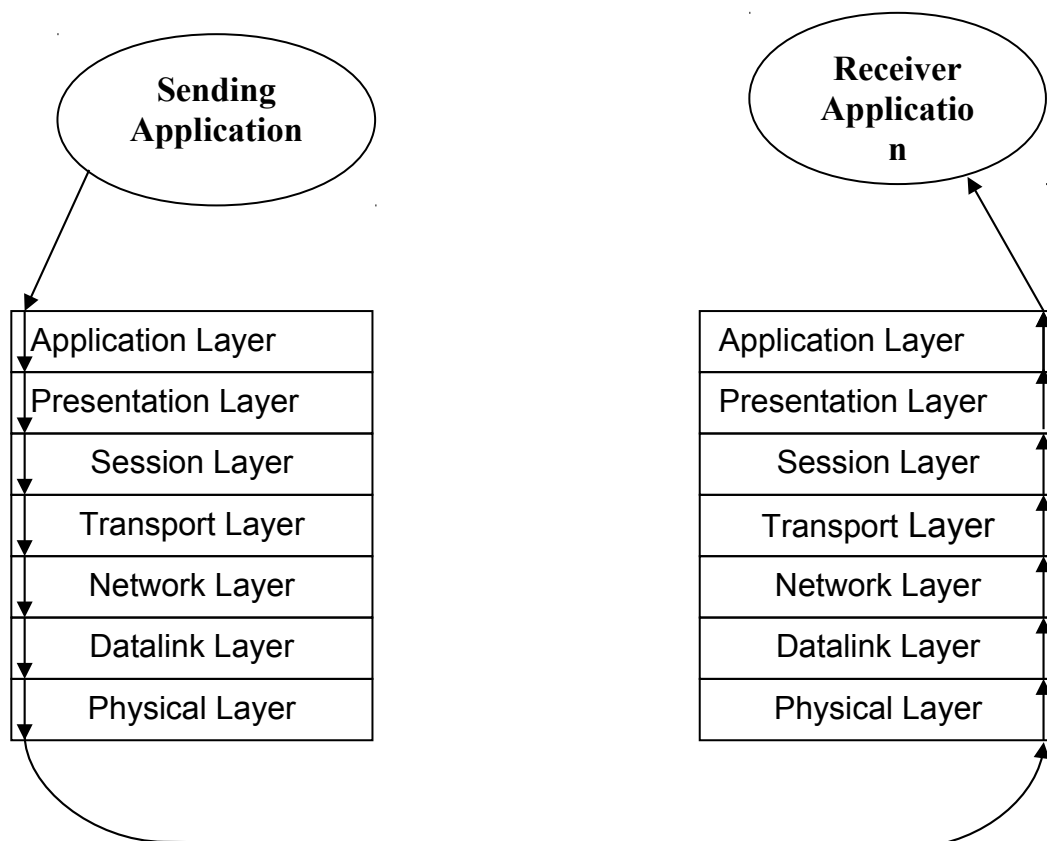 Sending
Application
Receiver
Applicatio
n
Application Layer
Presentation Layer
Session Layer
Transport Layer
Network Layer
Datalink Layer
Physical Layer
Application Layer
Presentation Layer
Session Layer
Transport Layer
Network Layer
Datalink Layer
Physical Layer